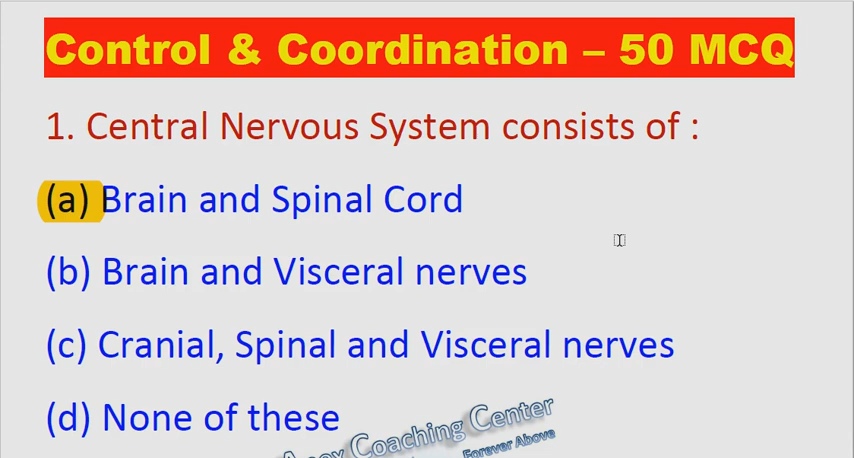 Control & Coordination – 50 MCQ
1. Central Nervous System consists of :
(a) Brain and Spinal Cord
(b) Brain and Visceral nerves
(c) Cranial, Spinal and Visceral nerves
(d) None of these
Coaching Center
Forever Above